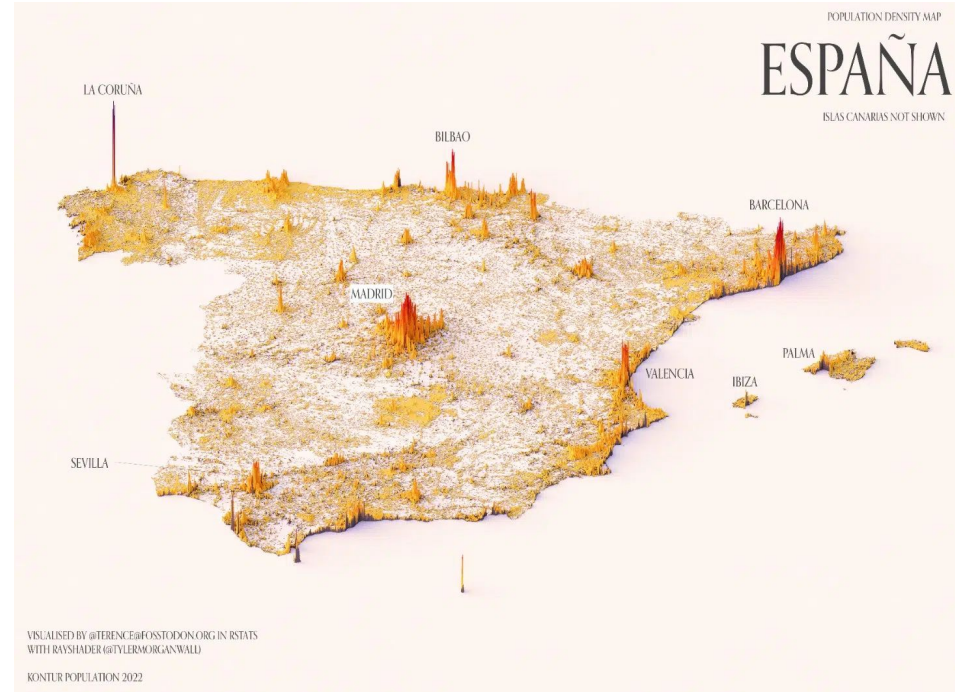 POPULATION DENSITY MAP
ESPAÑA
ISLAS CANARIAS NOT SHOWN
LA CORUÑA
BILBAO
BARCELONA
MADRID
PALMA
VALENCIA
IBIZA
SEVILLA
VISUALISED BY @TERENCE@FOSSTODON.ORG IN RSTATS
WITH RAYSHADER (@TYLERMORGANWALL)
KONTUR POPULATION 2022